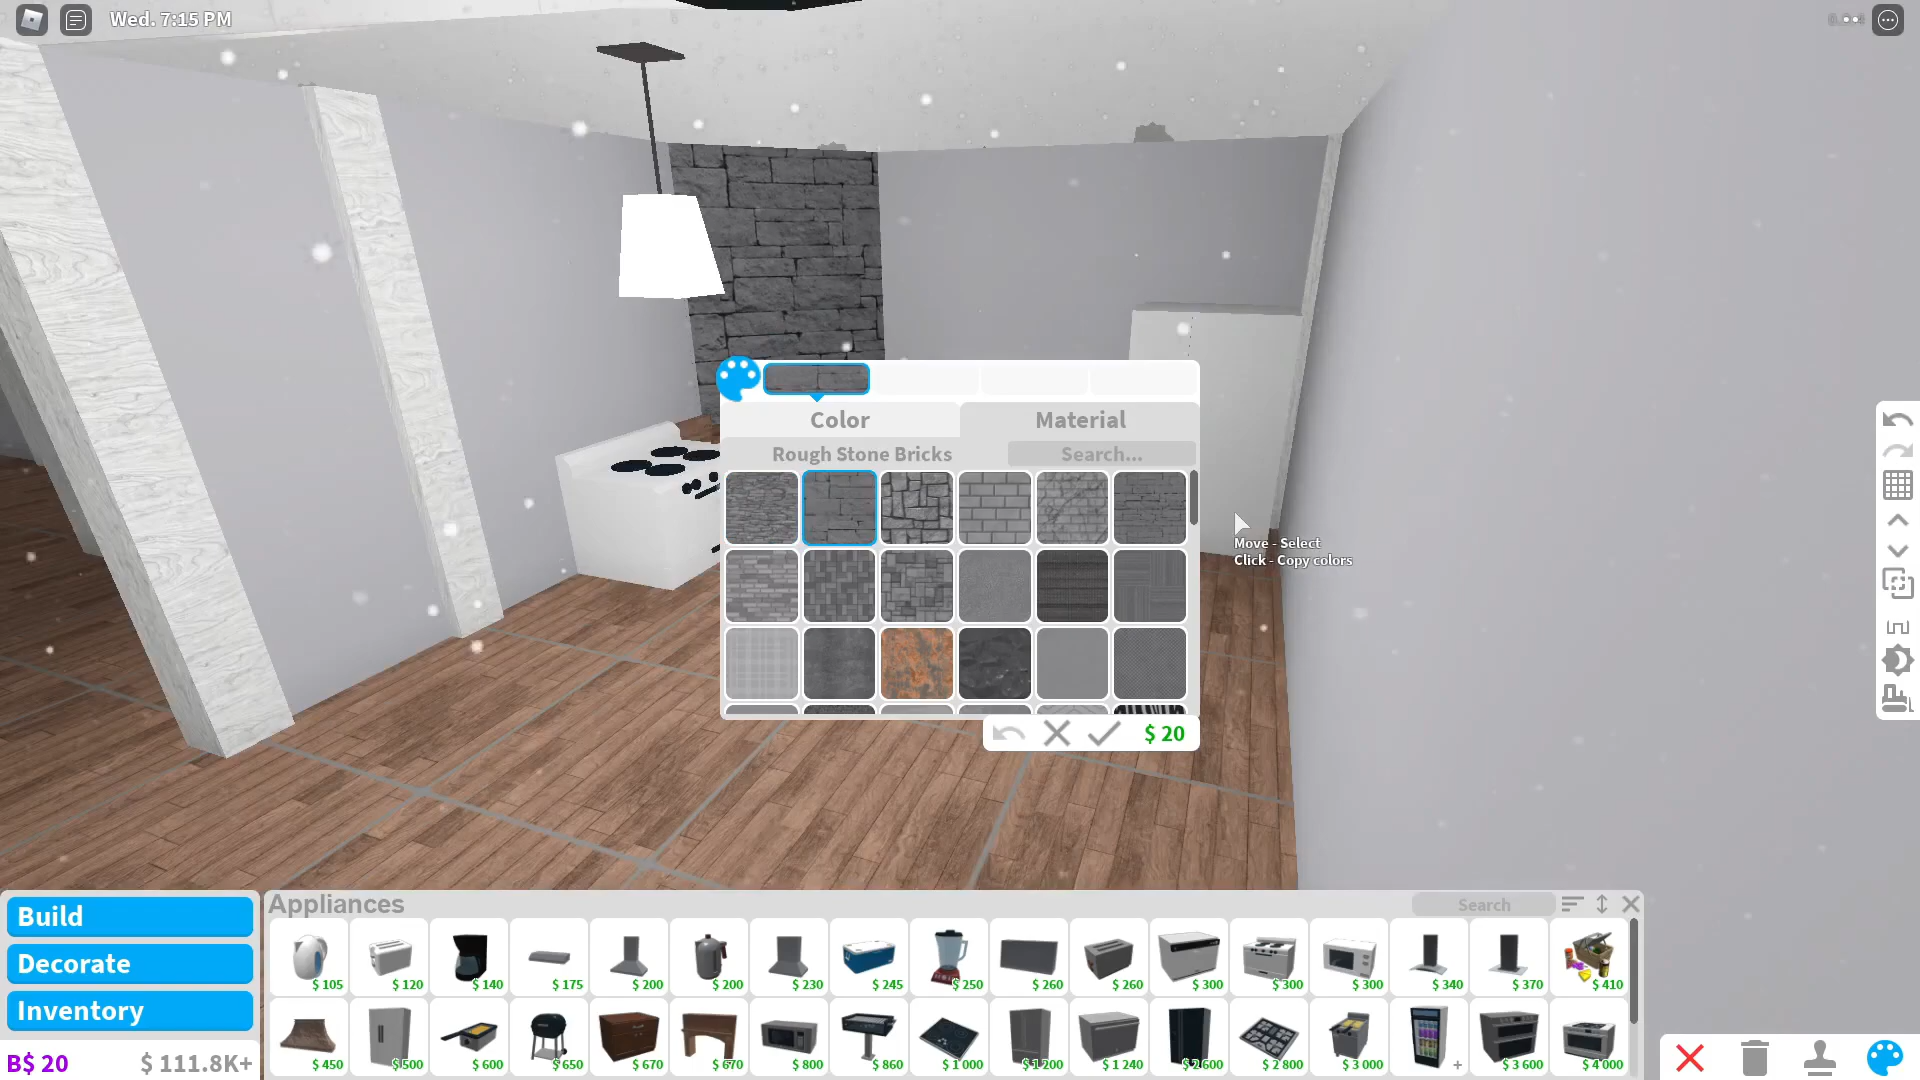 Wed. 7:15 PM
Color
Material
Rough Stone Bricks
Search...
Move - Select
Click - Copy colors
$ 20
Build
Decorate
Inventory
B$ 20
$ 111.8K+
Appliances
Search
$ 105
$ 120
$ 140
$ 175
$ 200
$ 200
$ 230
$ 245
$ 250
$ 260
$ 260
$ 300
$ 300
$ 300
$ 340
$ 370
$ 410
$ 450
$ 500
$ 600
$ 650
$ 670
$ 670
$ 800
$ 860
$ 1 000
$ 1 200
$ 1 240
$ 2 600
$ 2 800
$ 3 000
+
$ 3 600
$ 4 000